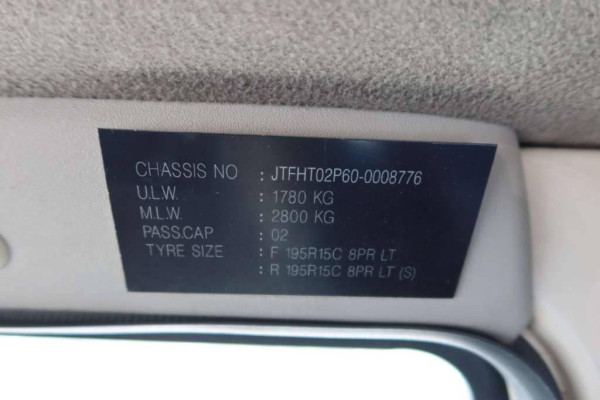 CHASSIS NO : JTFHT02P60-0008776
U.L.W. : 1780 KG
M.L.W. : 2800 KG
PASS.CAP : 02
TYRE SIZE : F 195R15C 8PR LT
: R 195R15C 8PR LT (S)